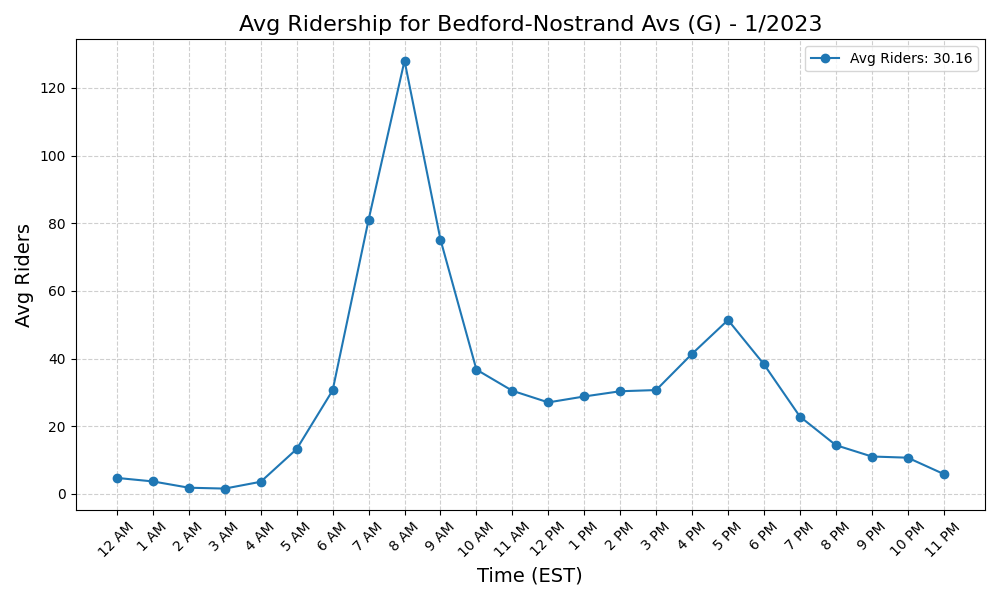 Avg Ridership for Bedford-Nostrand Avs (G) - 1/2023
Avg Riders: 30.16
Avg Riders
120
100
80
60
40
20
0
12 AM
1 AM
2 AM
3 AM
4 AM
5 AM
6 AM
7 AM
8 AM
9 AM
10 AM
11 AM
12 PM
1 PM
2 PM
3 PM
4 PM
5 PM
6 PM
7 PM
8 PM
9 PM
10 PM
11 PM
Time (EST)